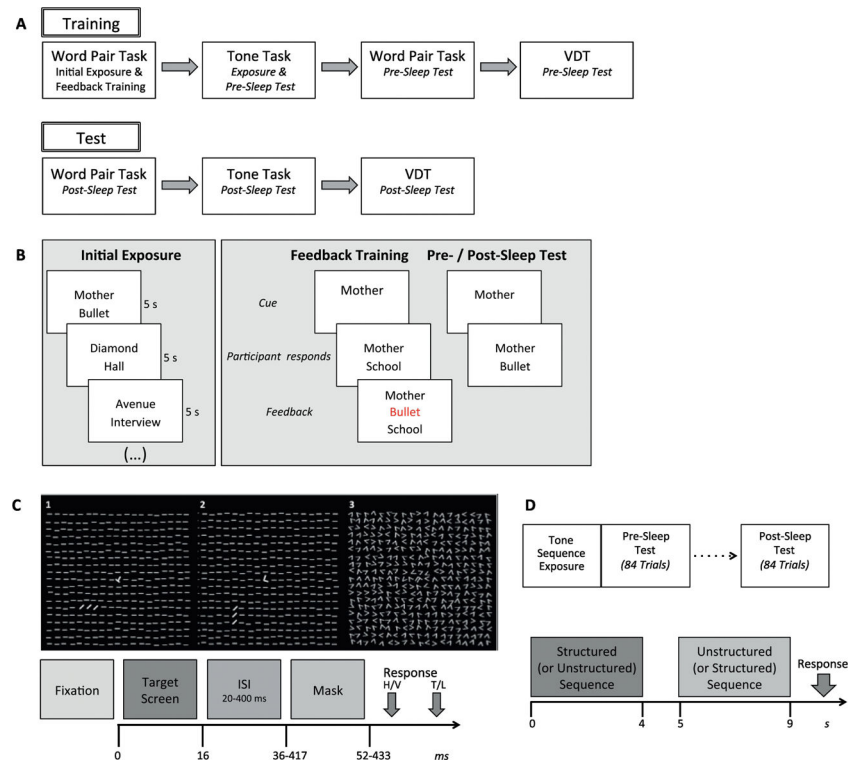 A
Training
Word Pair Task
Initial Exposure &
Feedback Training
Tone Task
Exposure &
Pre-Sleep Test
Word Pair Task
Pre-Sleep Test
VDT
Pre-Sleep Test
Test
Word Pair Task
Post-Sleep Test
Tone Task
Post-Sleep Test
VDT
Post-Sleep Test
B
Initial Exposure
Mother
Bullet
5 s
Diamond
Hall
5 s
Avenue
Interview
5 s
(...)
Feedback Training
Pre- / Post-Sleep Test
Cue
Mother
Mother
Participant responds
Mother
School
Mother
Bullet
Feedback
Mother
Bullet
School
C
1
2
3
Fixation
Target
Screen
ISI
20-400 ms
Mask
Response
H/V
T/L
0
16
36-417
52-433
ms
D
Tone
Sequence
Exposure
Pre-Sleep
Test
(84 Trials)
Post-Sleep
Test
(84 Trials)
Structured
(or Unstructured)
Sequence
Unstructured
(or Structured)
Sequence
Response
0
4
5
9
s